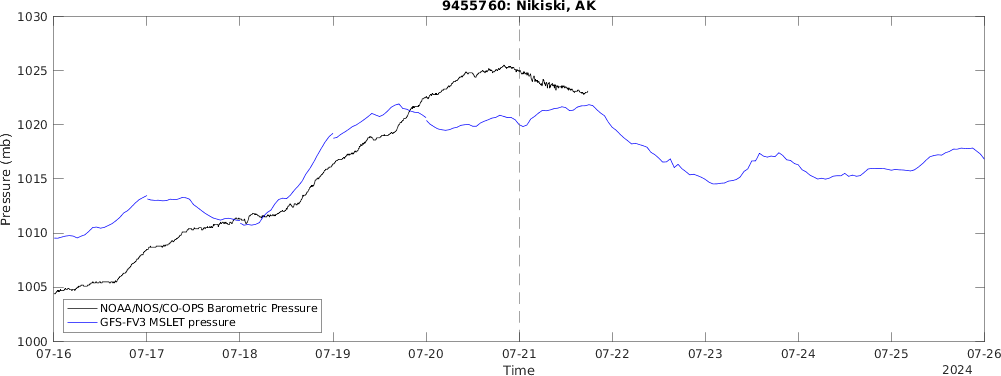 9455760: Nikiski, AK
Pressure (mb)
1030
1025
1020
1015
1010
1005
1000
NOAA/NOS/CO-OPS Barometric Pressure
GFS-FV3 MSLET pressure
07-16 07-17 07-18 07-19 07-20 07-21 07-22 07-23 07-24 07-25 07-26
Time
2024